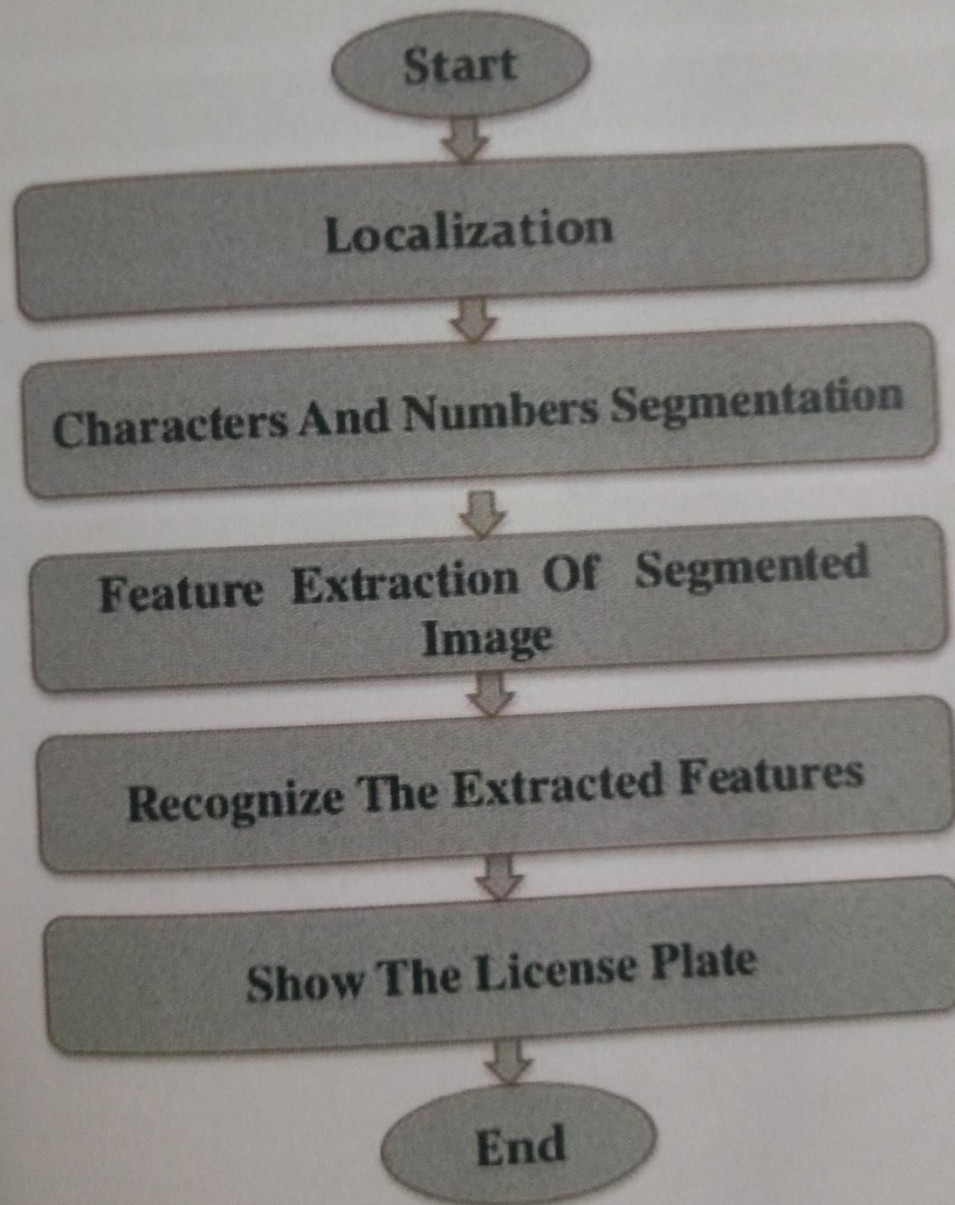 Start
Localization
Characters And Numbers Segmentation
Feature Extraction Of Segmented
Image
Recognize The Extracted Features
Show The License Plate
End